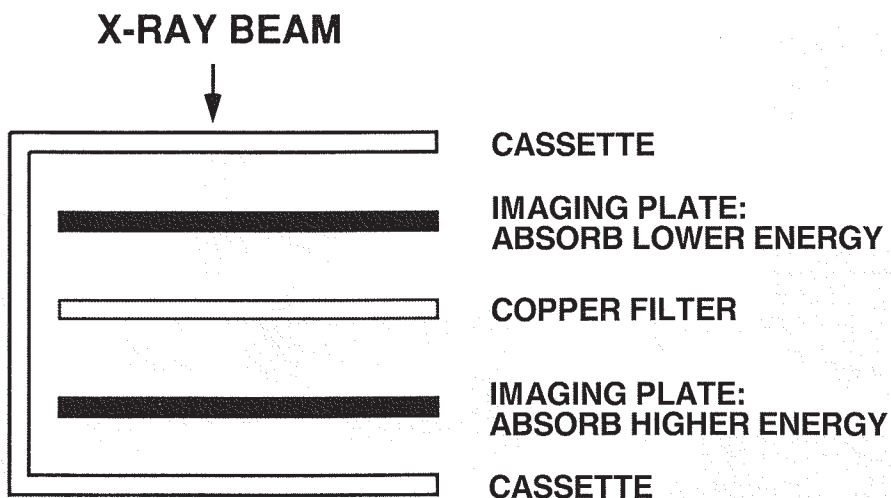 X-RAY BEAM
CASSETTE
IMAGING PLATE:
ABSORB LOWER ENERGY
COPPER FILTER
IMAGING PLATE:
ABSORB HIGHER ENERGY
CASSETTE